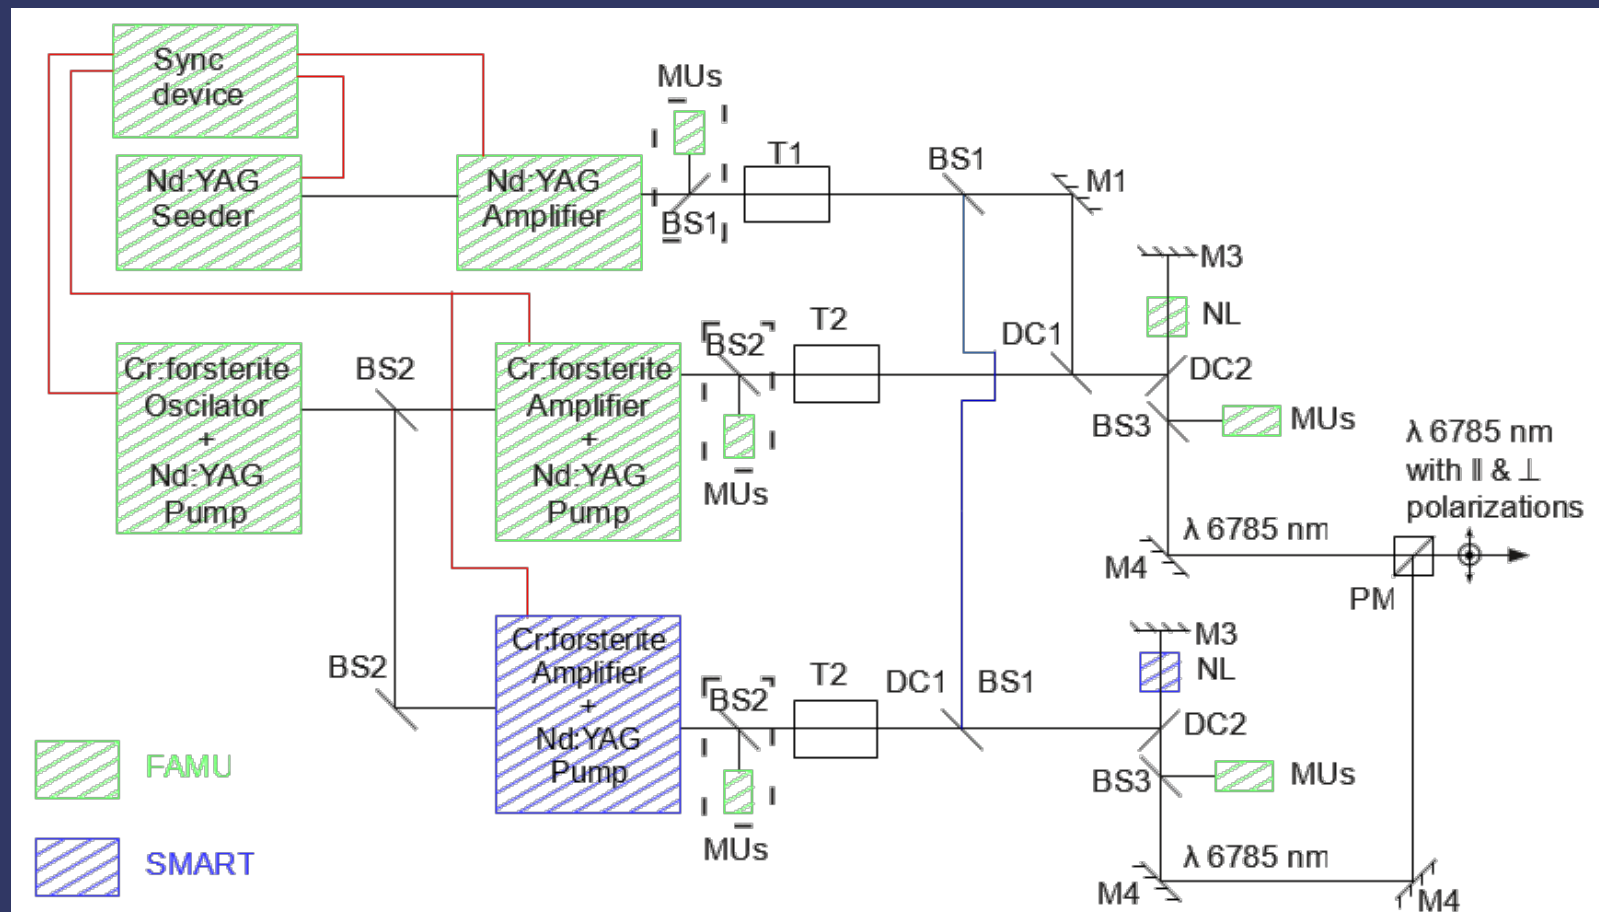 Sync
device
MUs
Nd:YAG
Seeder
Nd:YAG
Amplifier
BS1
T1
BS1
M1
M3
NL
DC1
DC2
T2
BS2
BS2
Cr:forsterite
Oscilator
+
Nd:YAG
Pump
Cr:forsterite
Amplifier
+
Nd:YAG
Pump
MUs
BS3
MUs
λ 6785 nm
with ∥ & ⊥
polarizations
λ 6785 nm
M4
PM
Cr:forsterite
Amplifier
+
Nd:YAG
Pump
BS2
BS2
T2
DC1
BS1
M3
NL
DC2
BS3
MUs
MUs
λ 6785 nm
M4
M4
FAMU
SMART